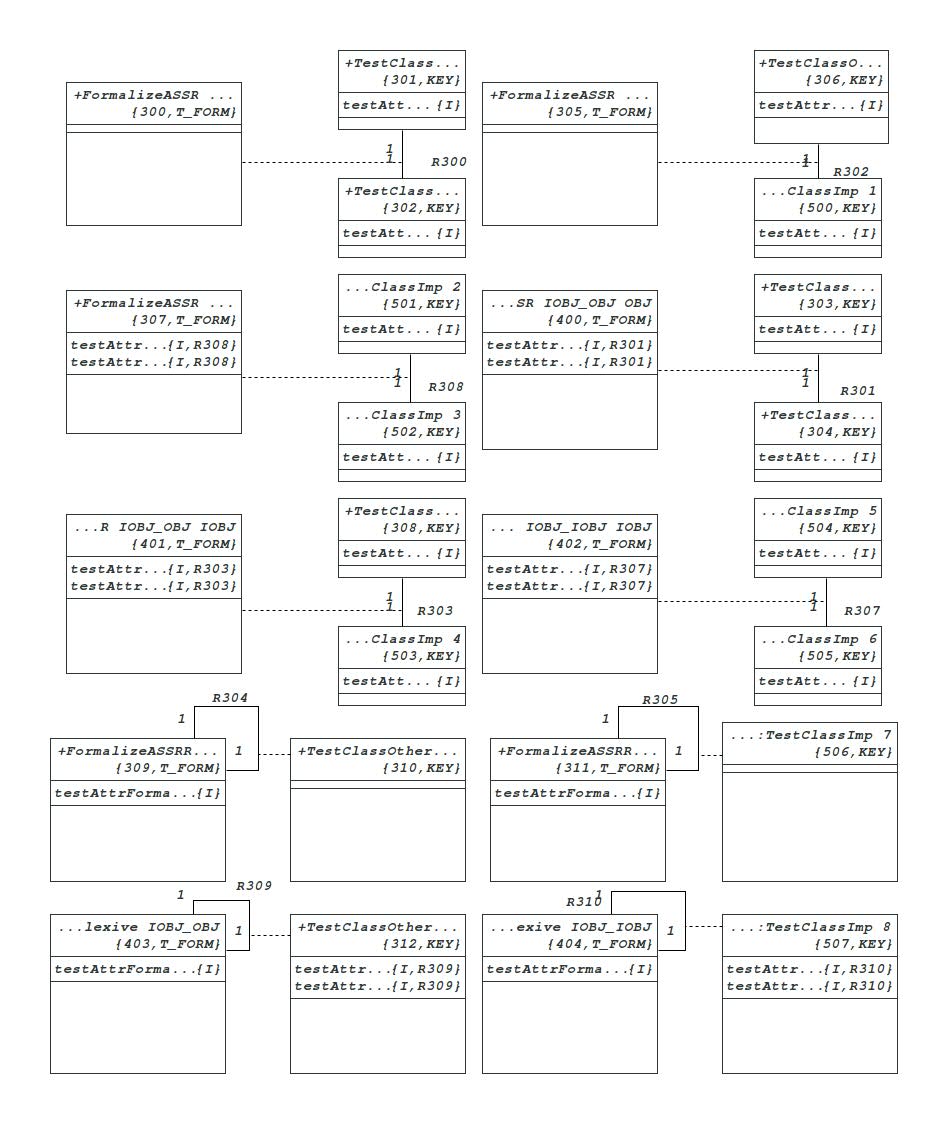 +TestClass...
{301,KEY}
testAtt... {I}
+TestClassO...
{306,KEY}
testAttr...{I}
+FormalizeASSR ...
{300,T_FORM}
+FormalizeASSR ...
{305,T_FORM}
1
1
R300
1
1
R302
+TestClass...
{302,KEY}
testAtt... {I}
...ClassImp 1
{500,KEY}
testAtt... {I}
...ClassImp 2
{501,KEY}
testAtt... {I}
+TestClass...
{303,KEY}
testAtt... {I}
+FormalizeASSR ...
{307,T_FORM}
testAttr...{I,R308}
testAttr...{I,R308}
...SR IOBJ_OBJ OBJ
{400,T_FORM}
testAttr...{I,R301}
testAttr...{I,R301}
1
1
R308
1
1
R301
...ClassImp 3
{502,KEY}
testAtt... {I}
+TestClass...
{304,KEY}
testAtt... {I}
+TestClass...
{308,KEY}
testAtt... {I}
...ClassImp 5
{504,KEY}
testAtt... {I}
...R IOBJ_OBJ IOBJ
{401,T_FORM}
testAttr...{I,R303}
testAttr...{I,R303}
... IOBJ_IOBJ IOBJ
{402,T_FORM}
testAttr...{I,R307}
testAttr...{I,R307}
1
1
R303
1
1
R307
...ClassImp 4
{503,KEY}
testAtt... {I}
...ClassImp 6
{505,KEY}
testAtt... {I}
R304
1
1
R305
1
1
+FormalizeASRR...
{309,T_FORM}
testAttrForma...{I}
+TestClassOther...
{310,KEY}
+FormalizeASRR...
{311,T_FORM}
testAttrForma...{I}
...:TestClassImp 7
{506,KEY}
R309
1
1
R310
1
1
...lexive IOBJ_OBJ
{403,T_FORM}
testAttrForma...{I}
+TestClassOther...
{312,KEY}
testAttr...{I,R309}
testAttr...{I,R309}
...exive IOBJ_IOBJ
{404,T_FORM}
testAttrForma...{I}
...:TestClassImp 8
{507,KEY}
testAttr...{I,R310}
testAttr...{I,R310}